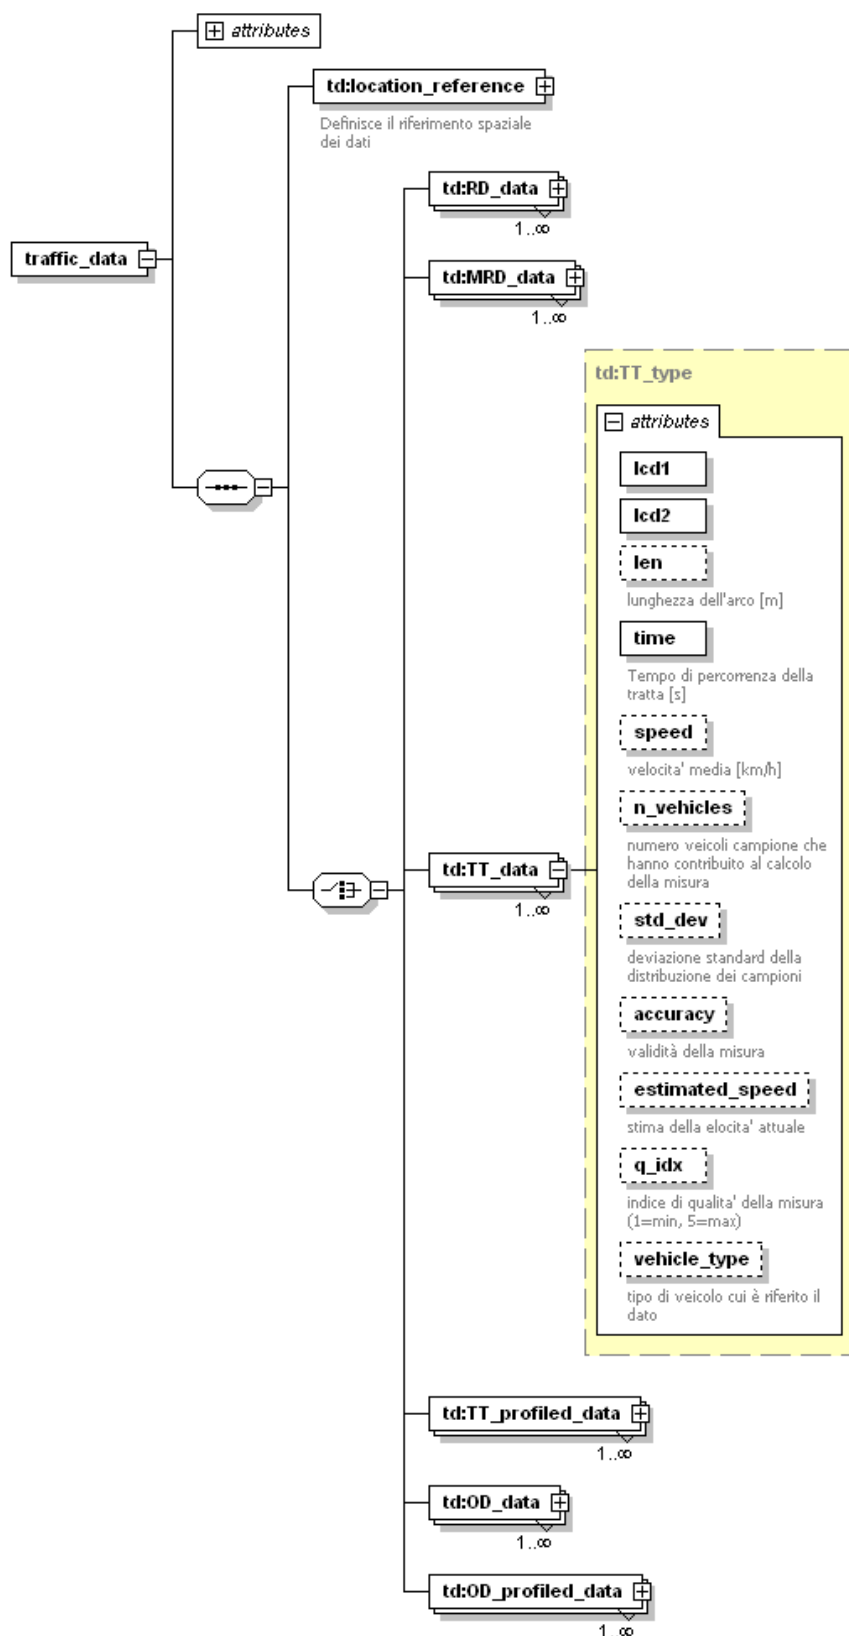 attributes
td:location_reference
Definisce il riferimento spaziale
dei dati
td:RD_data
1..∞
traffic_data
td:MRD_data
1..∞
td:TT_type
attributes
lcd1
lcd2
len
lunghezza dell'arco [m]
time
Tempo di percorrenza della
tratta [s]
speed
velocita' media [km/h]
n_vehicles
numero veicoli campione che
hanno contribuito al calcolo
della misura
td:TT_data
1..∞
std_dev
deviazione standard della
distribuzione dei campioni
accuracy
validità della misura
estimated_speed
stima della elocita' attuale
q_idx
indice di qualita' della misura
(1=min, 5=max)
vehicle_type
tipo di veicolo cui è riferito il
dato
td:TT_profiled_data
1..∞
td:OD_data
1..∞
td:OD_profiled_data
1..∞